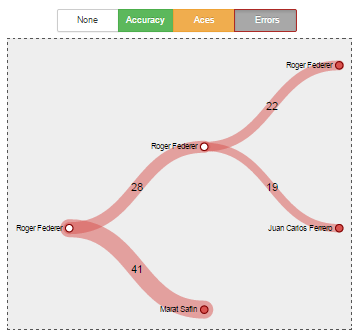 None Accuracy Aces Errors
Roger Federer
22
Roger Federer
28
19
Roger Federer
Juan Carlos Ferrero
41
Marat Safin